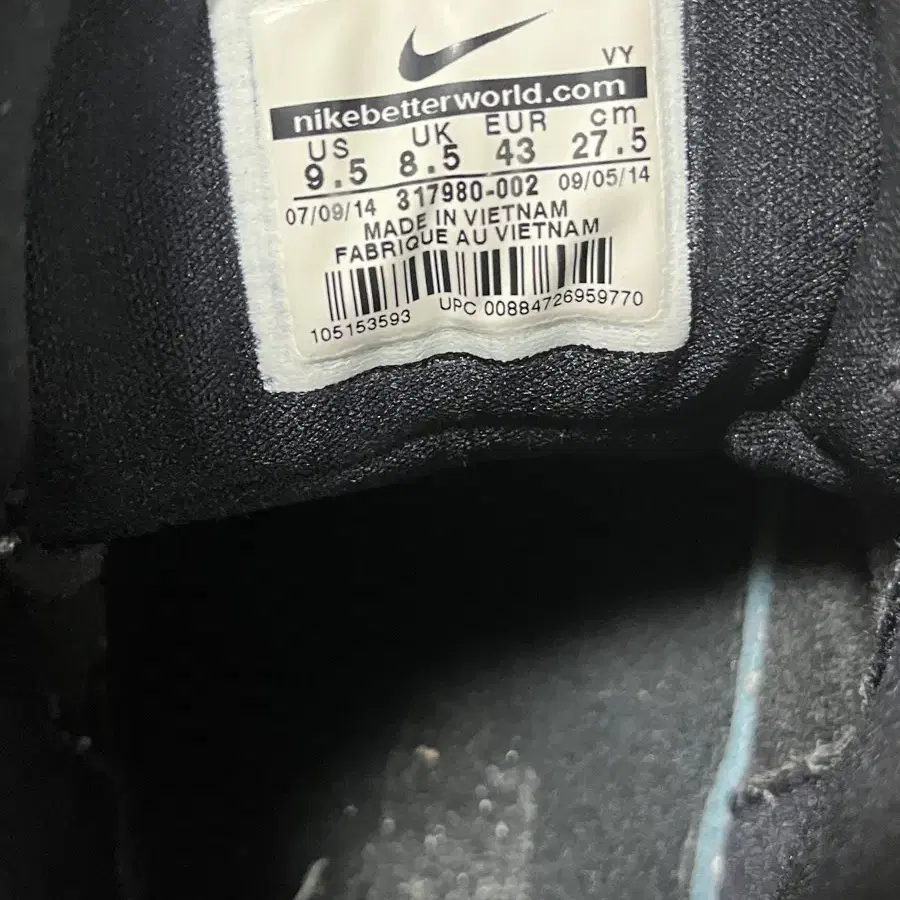 VY
nikebetterworld.com
US UK EUR cm
9.5 8.5 43 27.5
07/09/14 317980-002 09/05/14
MADE IN VIETNAM
FABRIQUE AU VIETNAM
105153593 UPC 00884726959770